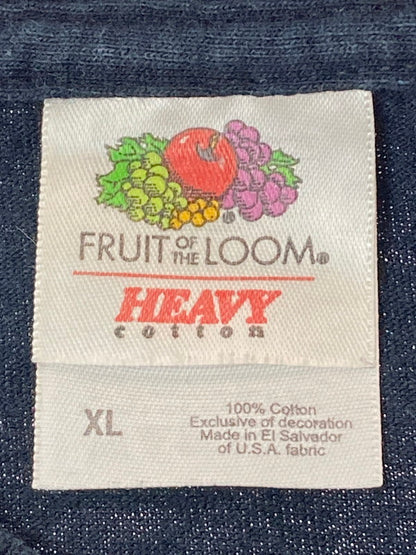 FRUIT OF THE LOOM®
HEAVY
cotton
XL
100% Cotton
Exclusive of decoration
Made in El Salvador
of U.S.A. fabric